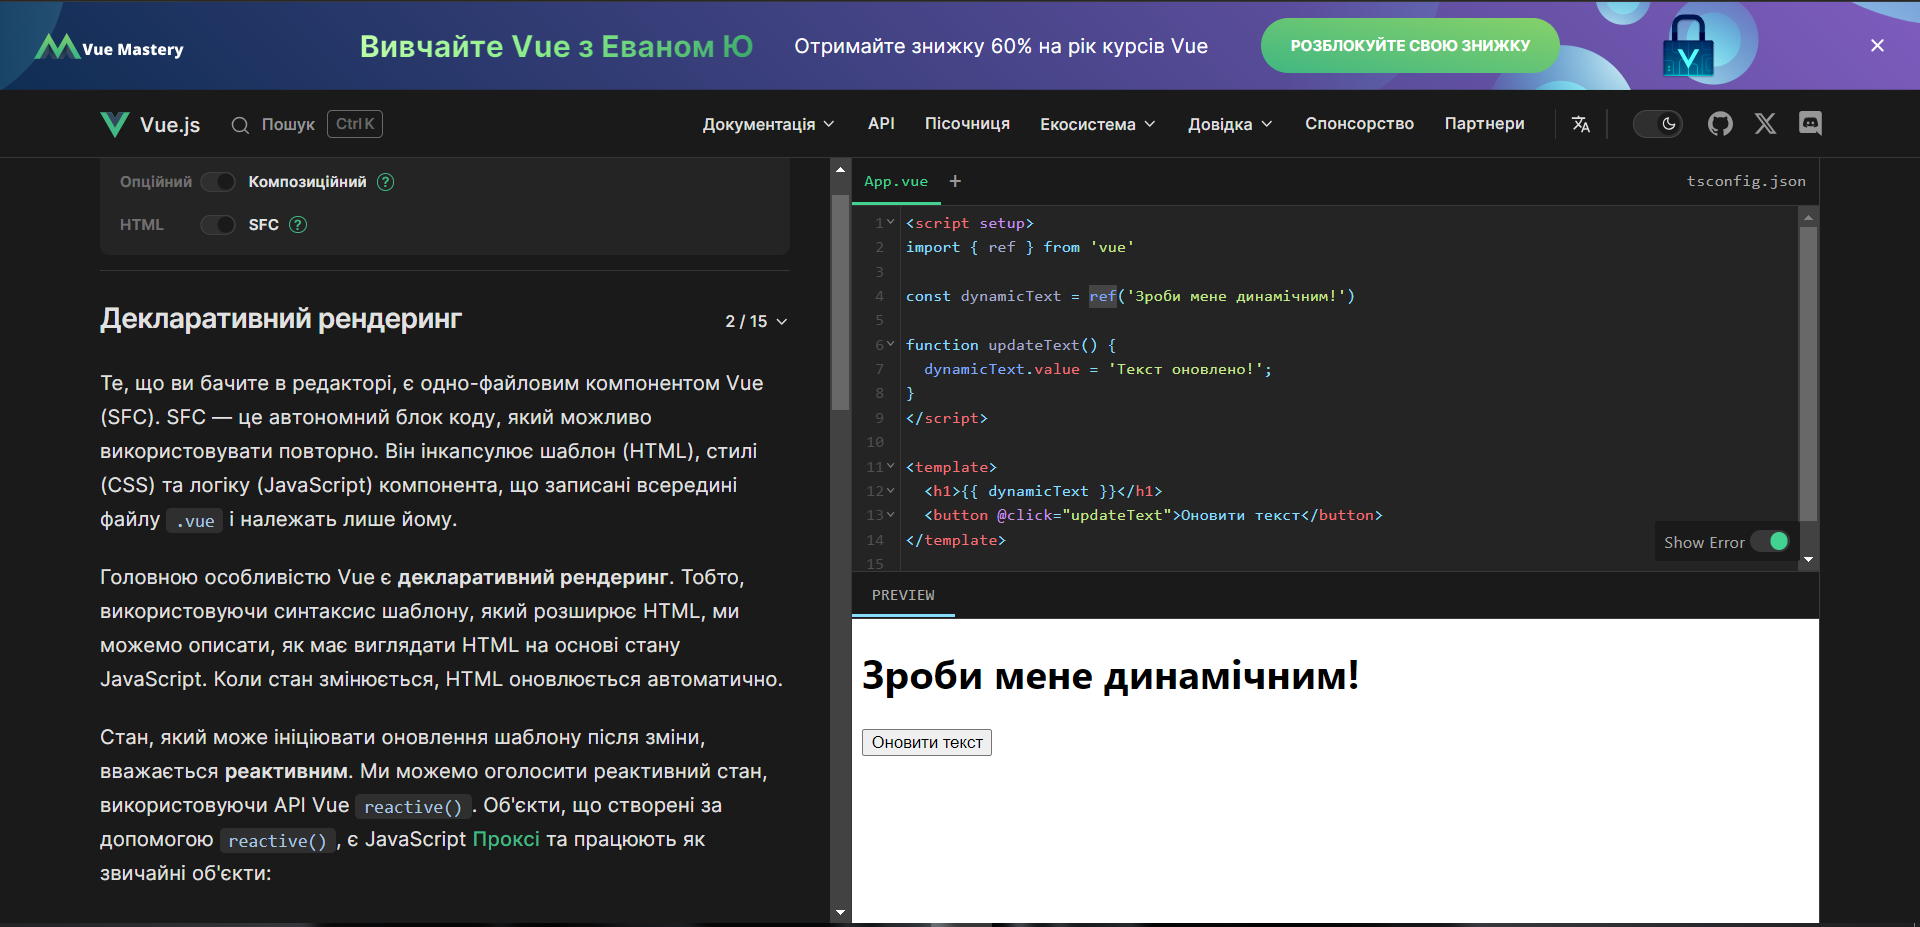 Vue Mastery
Вивчайте Vue з Еваном Ю
Отримайте знижку 60% на рік курсів Vue
РОЗБЛОКУЙТЕ СВОЮ ЗНИЖКУ
Vue.js
Пошук
Ctrl K
Документація
API
Пісочниця
Екосистема
Довідка
Спонсорство
Партнери
Опційний
Композиційний
?
HTML
SFC
?
Декларативний рендеринг
2 / 15
Те, що ви бачите в редакторі, є одно-файловим компонентом Vue
(SFC). SFC — це автономний блок коду, який можливо
використовувати повторно. Він інкапсулює шаблон (HTML), стилі
(CSS) та логіку (JavaScript) компонента, що записані всередині
файлу .vue і належать лише йому.
Головною особливістю Vue є декларативний рендеринг. Тобто,
використовуючи синтаксис шаблону, який розширює HTML, ми
можемо описати, як має виглядати HTML на основі стану
JavaScript. Коли стан змінюється, HTML оновлюється автоматично.
Стан, який може ініціювати оновлення шаблону після зміни,
вважається реактивним. Ми можемо оголосити реактивний стан,
використовуючи API Vue reactive(). Об'єкти, що створені за
допомогою reactive(), є JavaScript Проксі та працюють як
звичайні об'єкти:
App.vue
+
tsconfig.json
1 <script setup>
2 import { ref } from 'vue'
3
4 const dynamicText = ref('Зроби мене динамічним!')
5
6 function updateText() {
7   dynamicText.value = 'Текст оновлено!';
8 }
9 </script>
10
11 <template>
12   <h1>{{ dynamicText }}</h1>
13   <button @click="updateText">Оновити текст</button>
14 </template>
15
Show Error
PREVIEW
Зроби мене динамічним!
Оновити текст